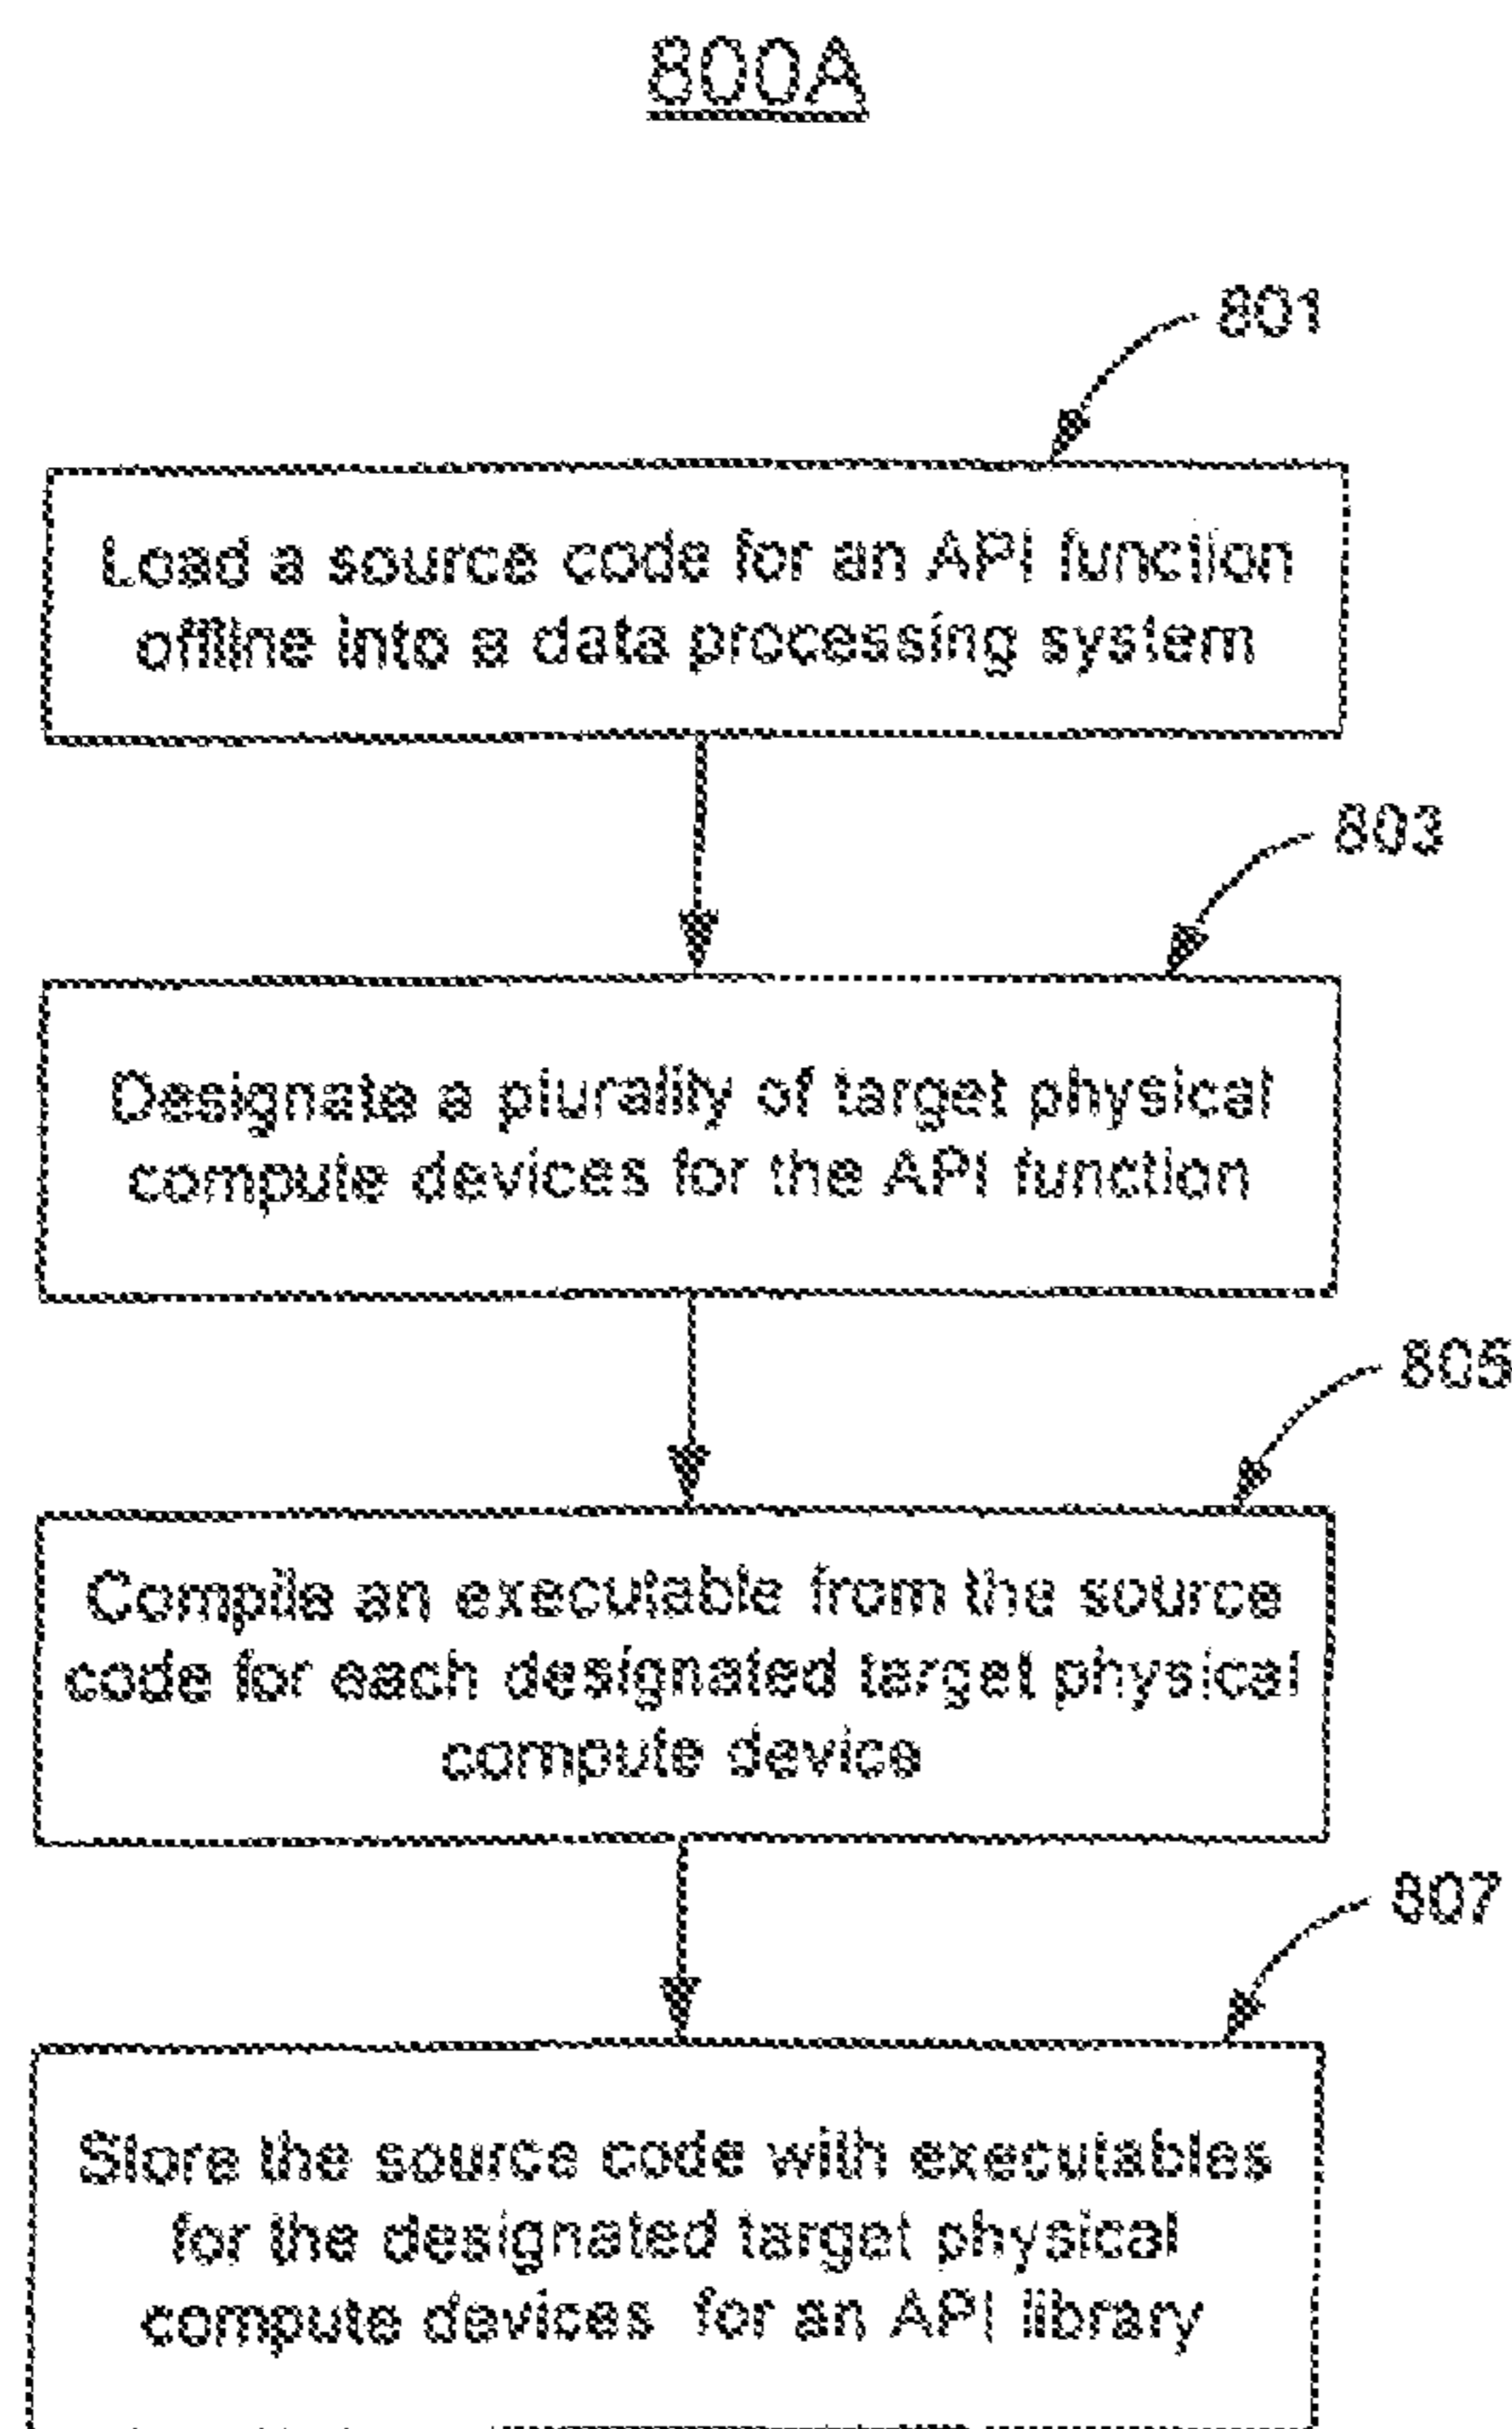 800A
801
Load a source code for an API function
offline into a data processing system
803
Designate a plurality of target physical
compute devices for the API function
805
Compile an executable from the source
code for each designated target physical
compute device
807
Store the source code with executables
for the designated target physical
compute devices for an API library